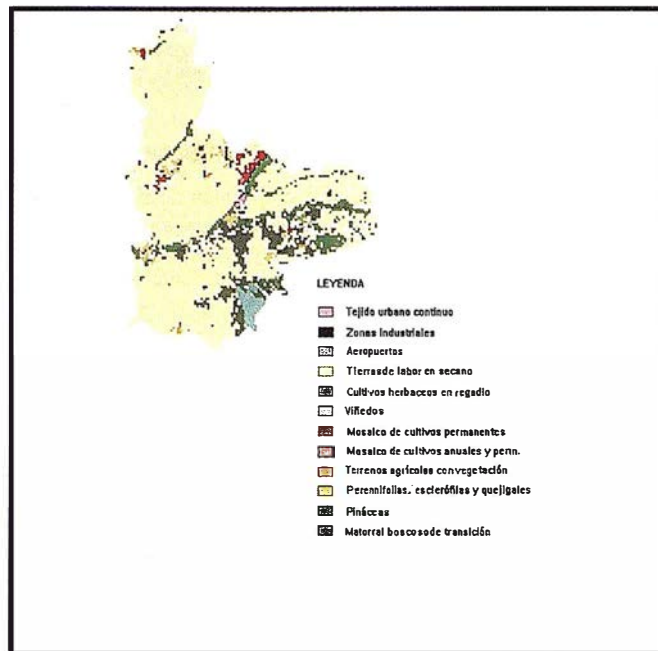 LEYENDA
Tejido urbano continuo
Zonas Industriales
Aeropuertos
Tierras de labor en secano
Cultivos herbaceos en regadio
Viñedos
Mosaico de cultivos permanentes
Mosaico de cultivos anuales y perm.
Terrenos agrícolas con vegetación
Perennifolias, esclerófilas y quejigales
Pináceas
Matorral boscoso de transición